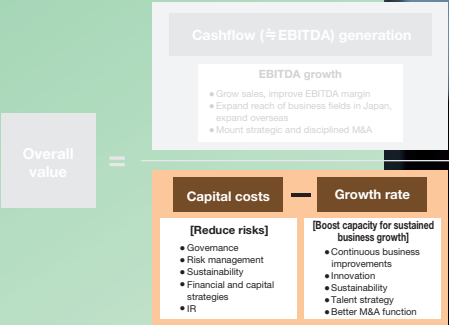 Cashflow (≒EBITDA) generation
EBITDA growth
● Grow sales, improve EBITDA margin
● Expand reach of business fields in Japan,
expand overseas
● Mount strategic and disciplined M&A
Overall
value
=
Capital costs
–
Growth rate
[Reduce risks]
● Governance
● Risk management
● Sustainability
● Financial and capital
strategies
● IR
[Boost capacity for sustained
business growth]
● Continuous business
improvements
● Innovation
● Sustainability
● Talent strategy
● Better M&A function